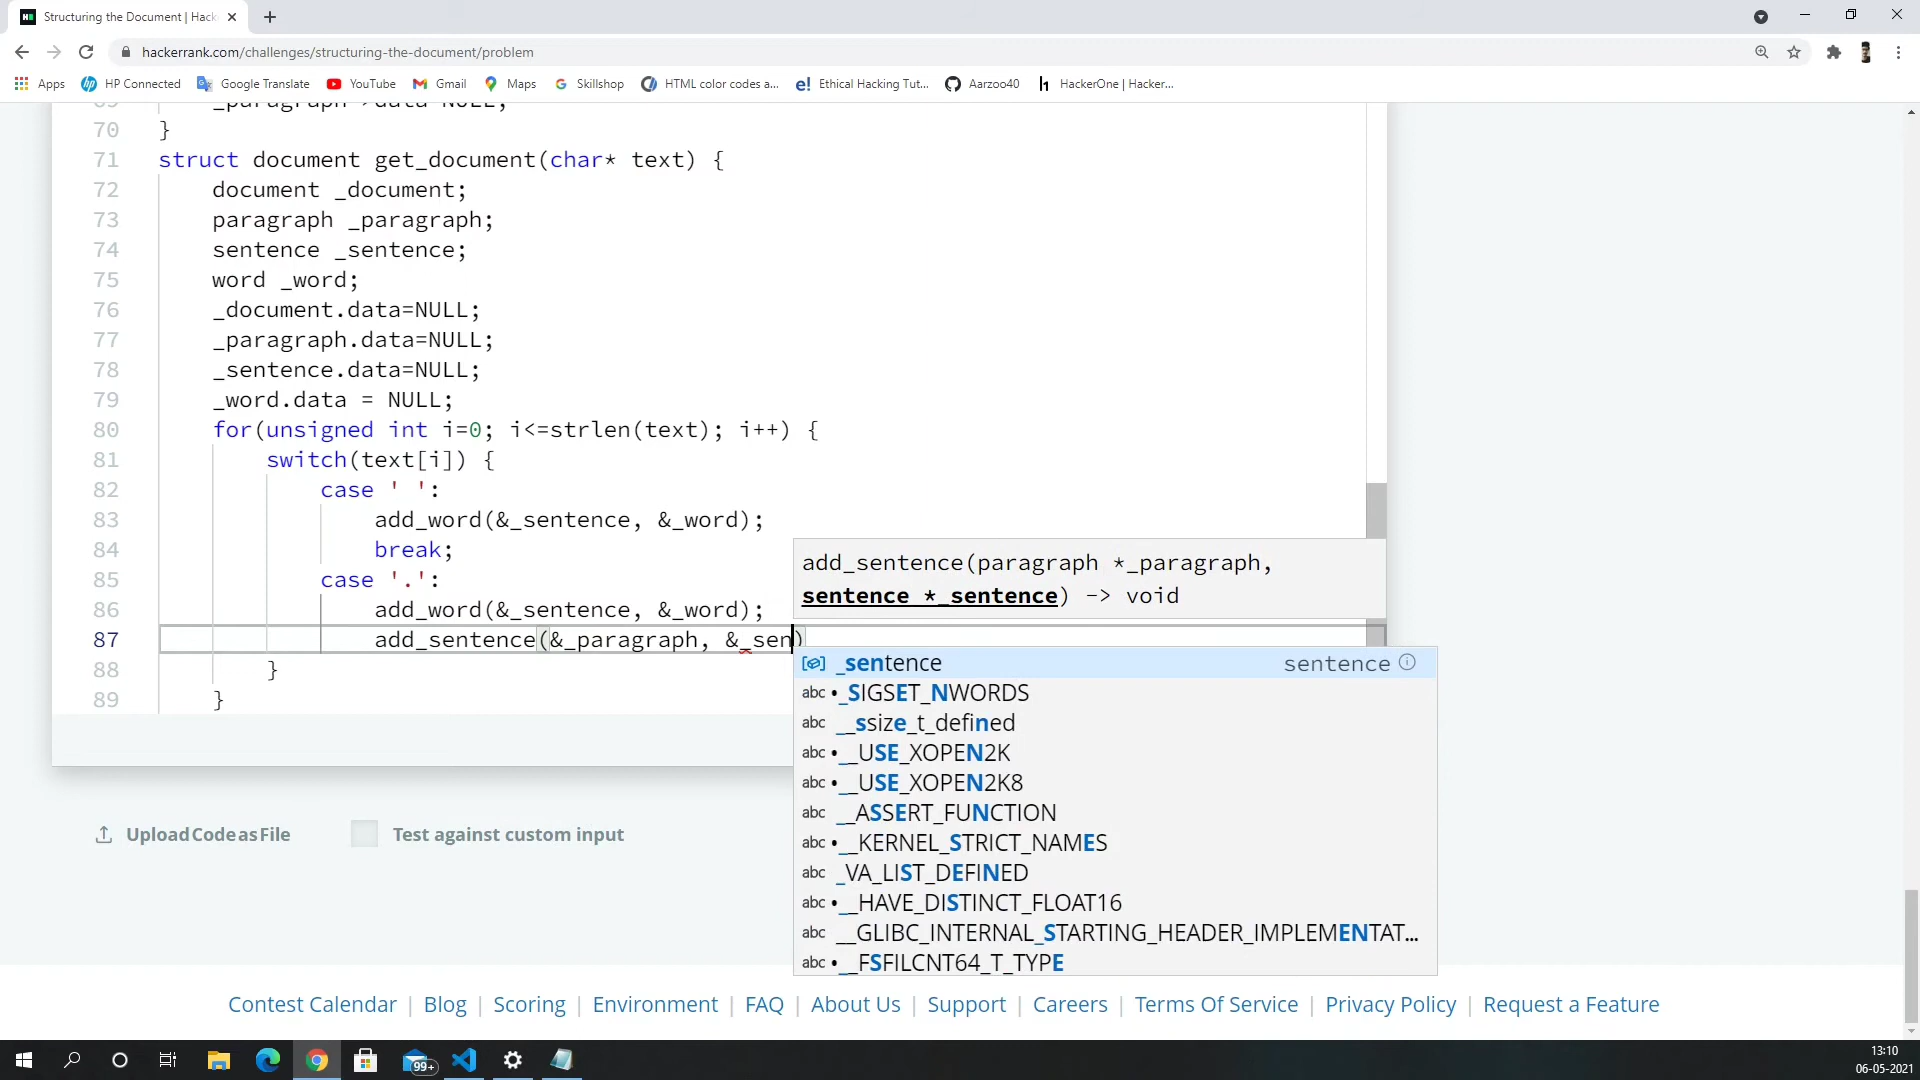 Structuring the Document | Hack
hackerrank.com/challenges/structuring-the-document/problem
Apps HP Connected Google Translate YouTube Gmail Maps Skillshop HTML color codes a... Ethical Hacking Tut... Aarzoo40 HackerOne | Hacker...
70 }
71 struct document get_document(char* text) {
72 document _document;
73 paragraph _paragraph;
74 sentence _sentence;
75 word _word;
76 _document.data=NULL;
77 _paragraph.data=NULL;
78 _sentence.data=NULL;
79 _word.data = NULL;
80 for(unsigned int i=0; i<=strlen(text); i++) {
81 switch(text[i]) {
82 case ' ':
83 add_word(&_sentence, &_word);
84 break;
85 case '.':
86 add_word(&_sentence, &_word);
87 add_sentence(&_paragraph, &_sen)
88 }
89 }
add_sentence(paragraph *_paragraph,
sentence *_sentence) -> void
_sentence sentence
abc •_SIGSET_NWORDS
abc __ssize_t_defined
abc •__USE_XOPEN2K
abc •__USE_XOPEN2K8
abc __ASSERT_FUNCTION
abc •__KERNEL_STRICT_NAMES
abc _VA_LIST_DEFINED
abc •__HAVE_DISTINCT_FLOAT16
abc __GLIBC_INTERNAL_STARTING_HEADER_IMPLEMENTAT...
abc •__FSFILCNT64_T_TYPE
Upload Code as File Test against custom input
Contest Calendar | Blog | Scoring | Environment | FAQ | About Us | Support | Careers | Terms Of Service | Privacy Policy | Request a Feature
99+
13:10
06-05-2021